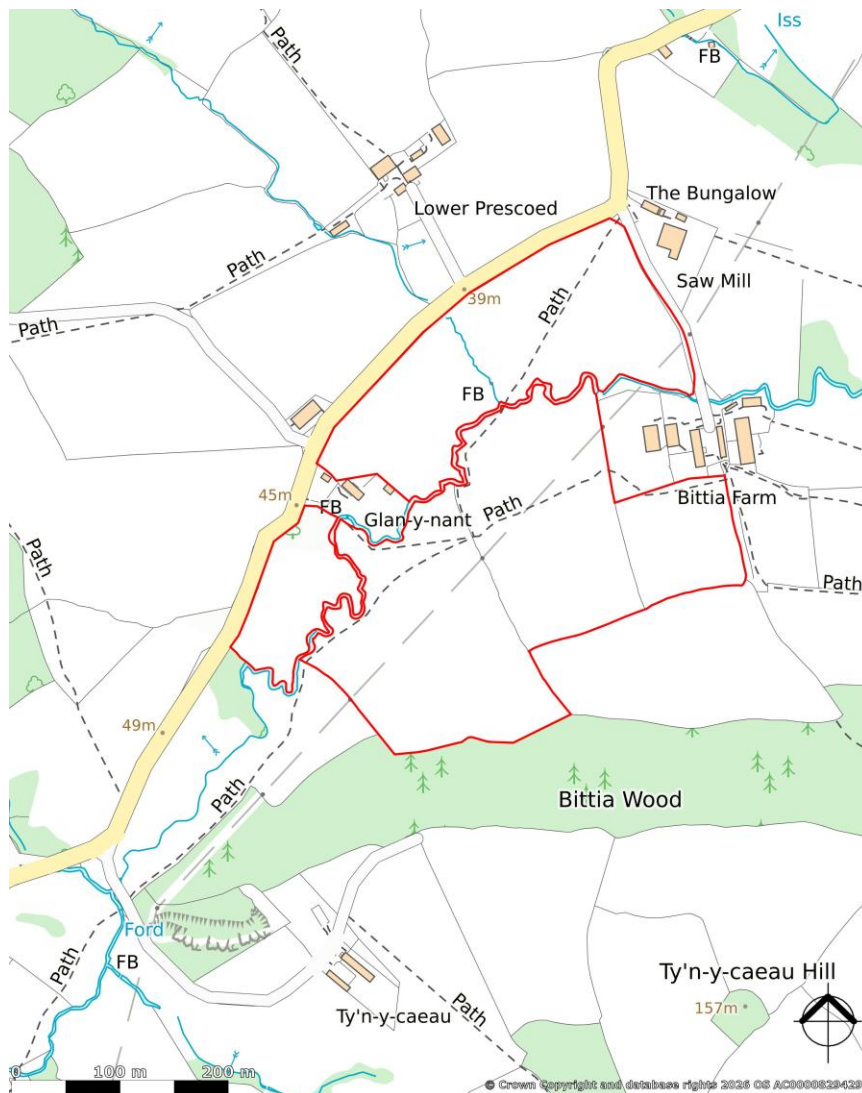 Iss
Path
FB
The Bungalow
Lower Prescoed
Path
Saw Mill
39m
Path
Path
FB
45m
FB
Glan-y-nant
Path
Bittia Farm
Path
Path
49m
Path
Bittia Wood
Ford
FB
Path
Ty'n-y-caeau
Path
Ty'n-y-caeau Hill
157m
0 100 m 200 m
© Crown Copyright and database rights 2026 OS AC0000829429